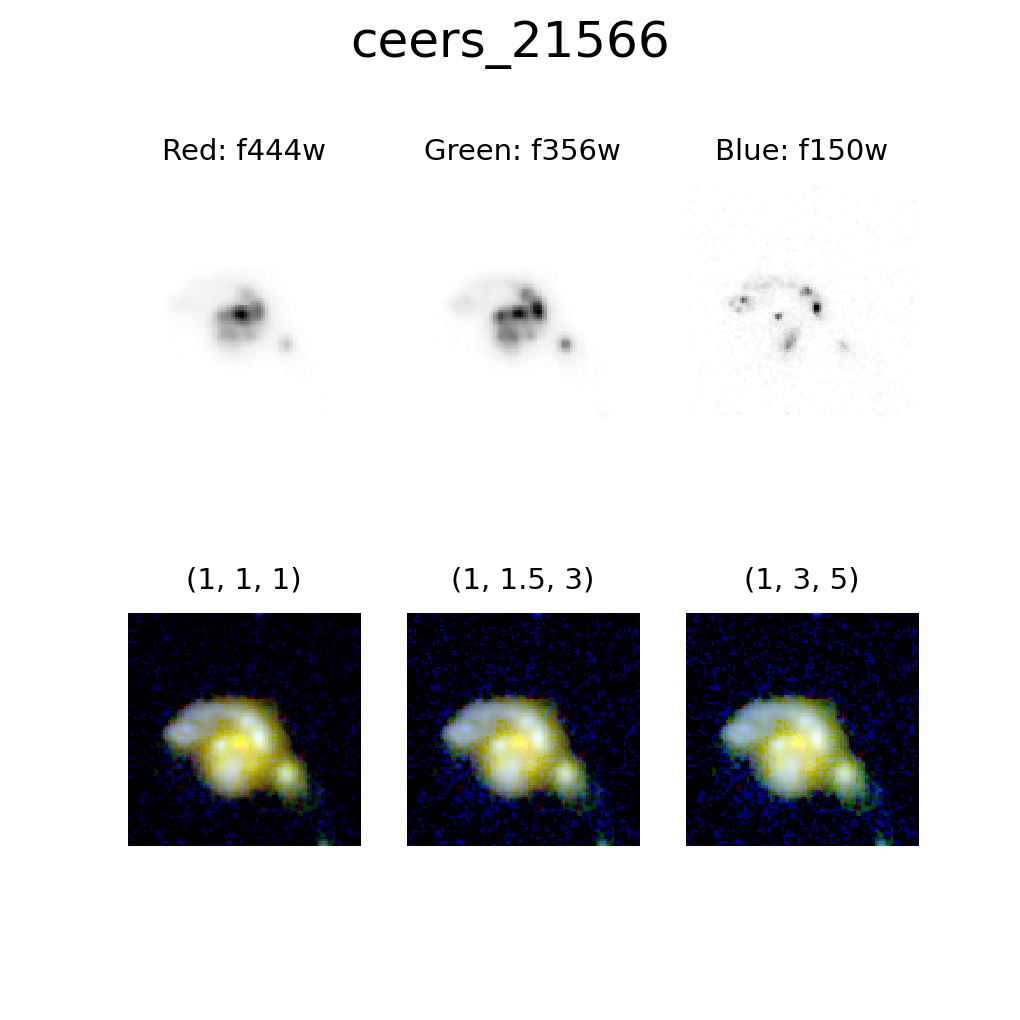 ceers_21566
Red: f444w
Green: f356w
Blue: f150w
(1, 1, 1)
(1, 1.5, 3)
(1, 3, 5)